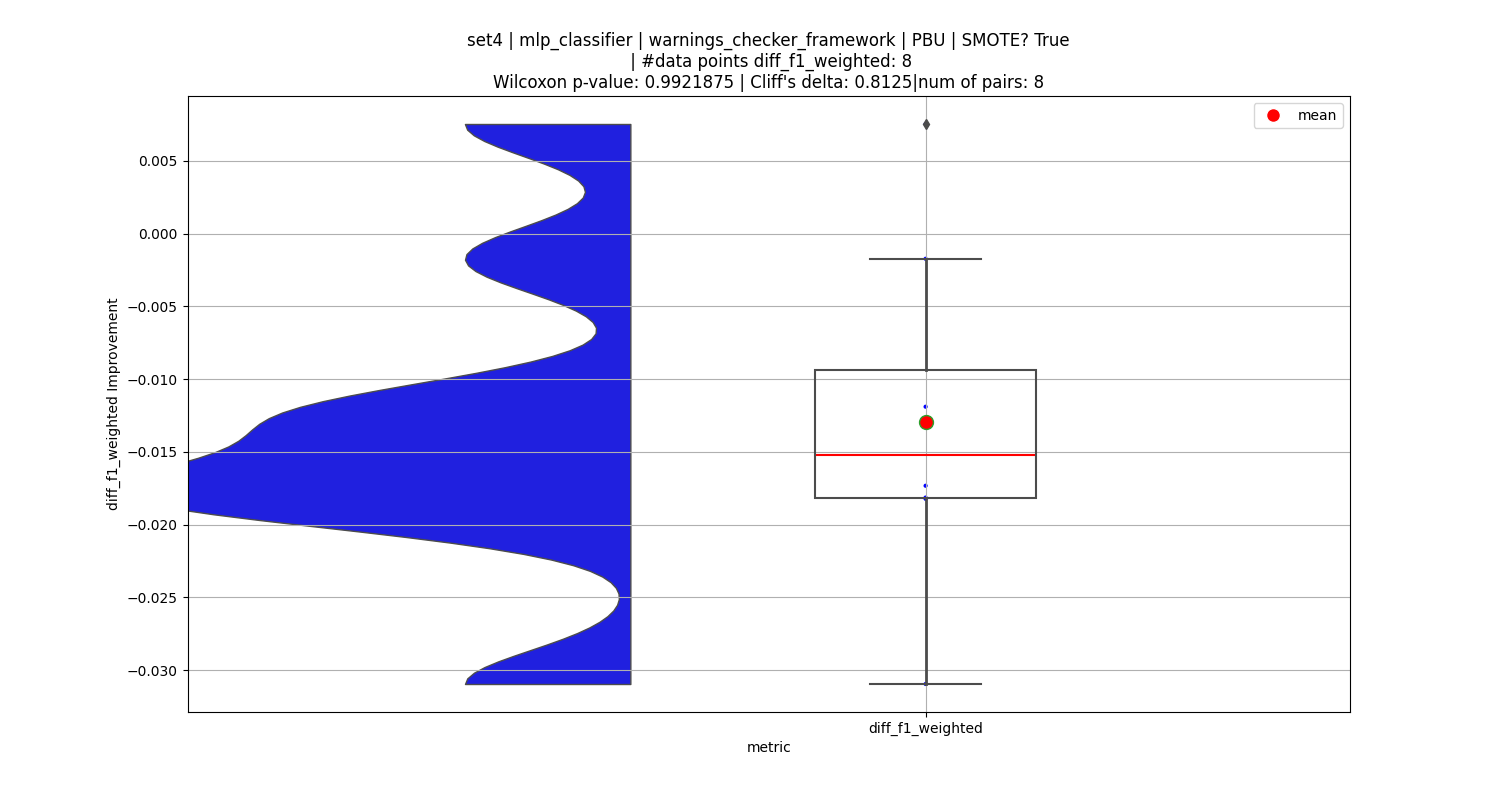 set4 | mlp_classifier | warnings_checker_framework | PBU | SMOTE? True
| #data points diff_f1_weighted: 8
Wilcoxon p-value: 0.9921875 | Cliff's delta: 0.8125|num of pairs: 8
mean
0.005
0.000
−0.005
−0.010
−0.015
−0.020
−0.025
−0.030
diff_f1_weighted Improvement
diff_f1_weighted
metric